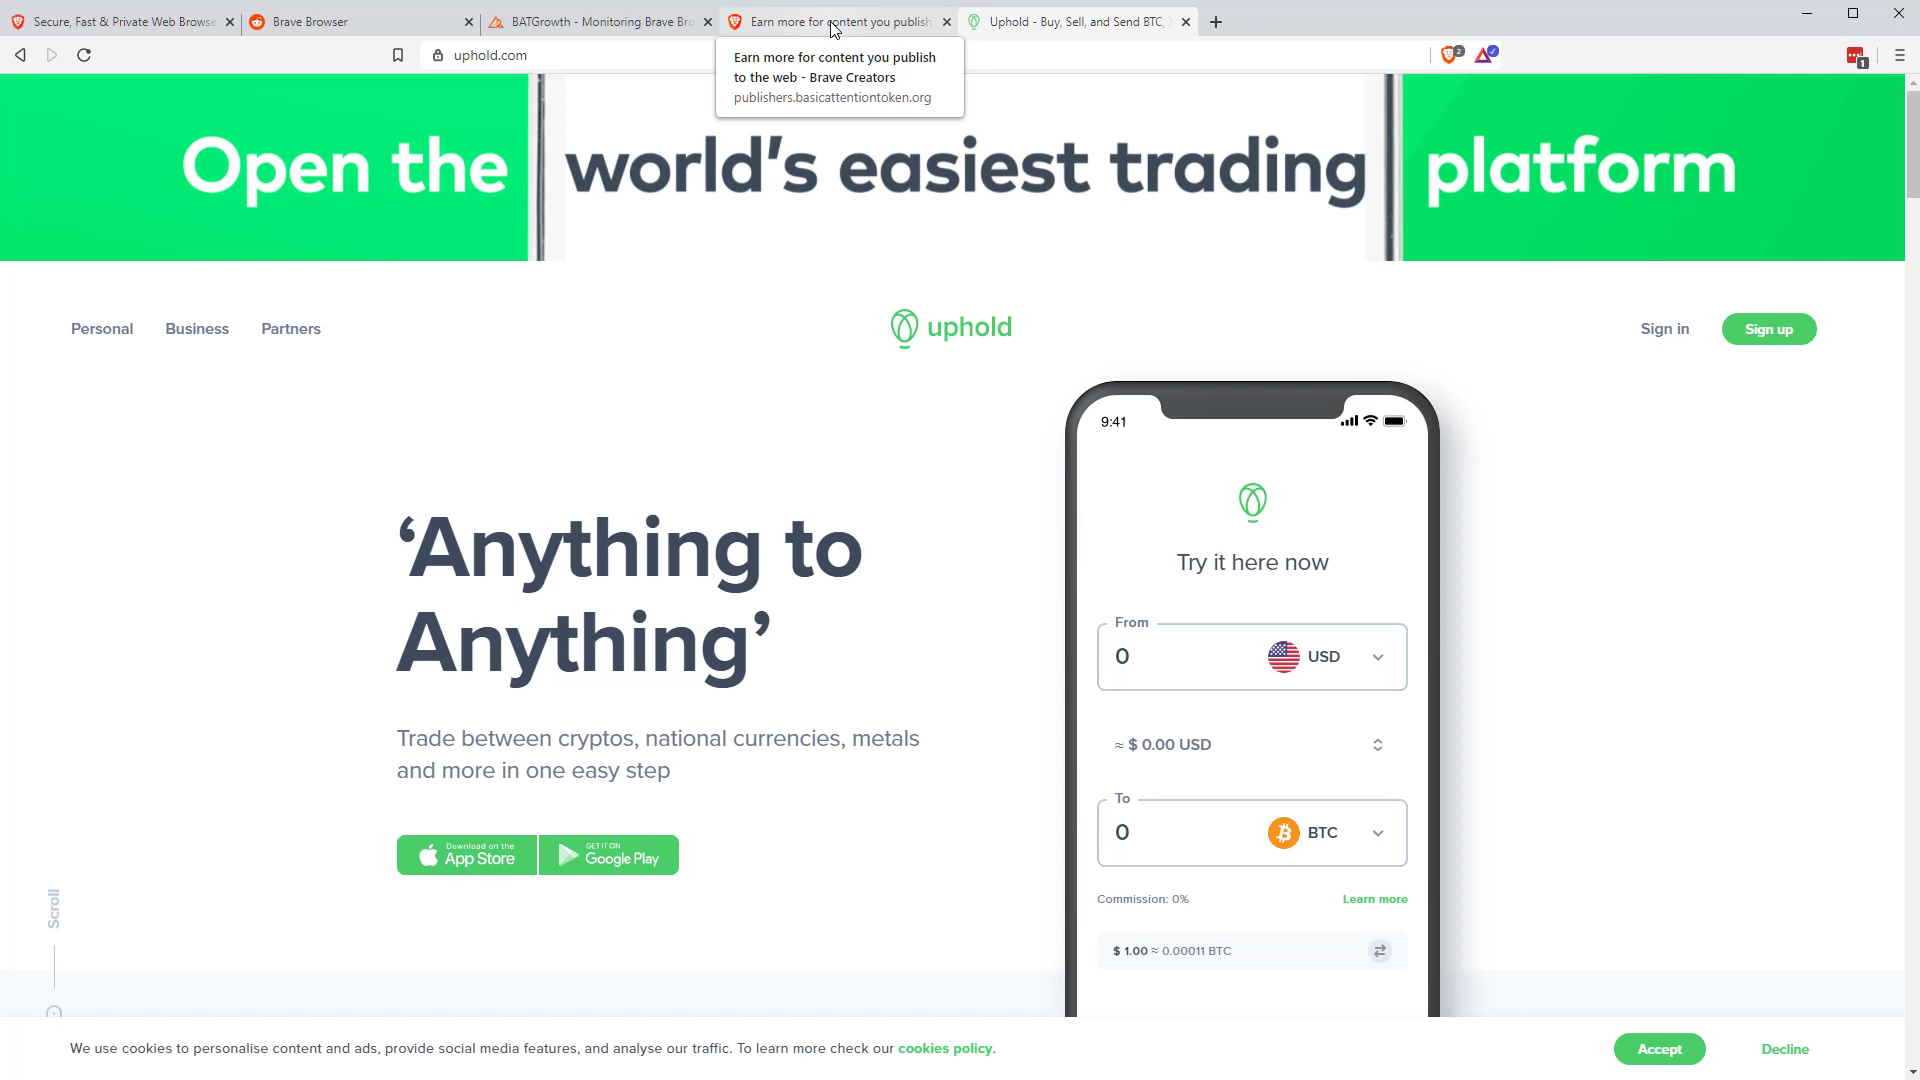 Secure, Fast & Private Web Browse
Brave Browser
BATGrowth - Monitoring Brave Bro
Earn more for content you publish
Uphold - Buy, Sell, and Send BTC,
uphold.com
2
1
Earn more for content you publish
to the web - Brave Creators
publishers.basicattentiontoken.org
Open the world's easiest trading platform
Personal
Business
Partners
uphold
Sign in
Sign up
9:41
Try it here now
‘Anything to
Anything’
Trade between cryptos, national currencies, metals
and more in one easy step
Download on the
App Store
GET IT ON
Google Play
From
0
USD
≈ $ 0.00 USD
To
0
BTC
Commission: 0%
Learn more
$ 1.00 ≈ 0.00011 BTC
Scroll
We use cookies to personalise content and ads, provide social media features, and analyse our traffic. To learn more check our cookies policy.
Accept
Decline